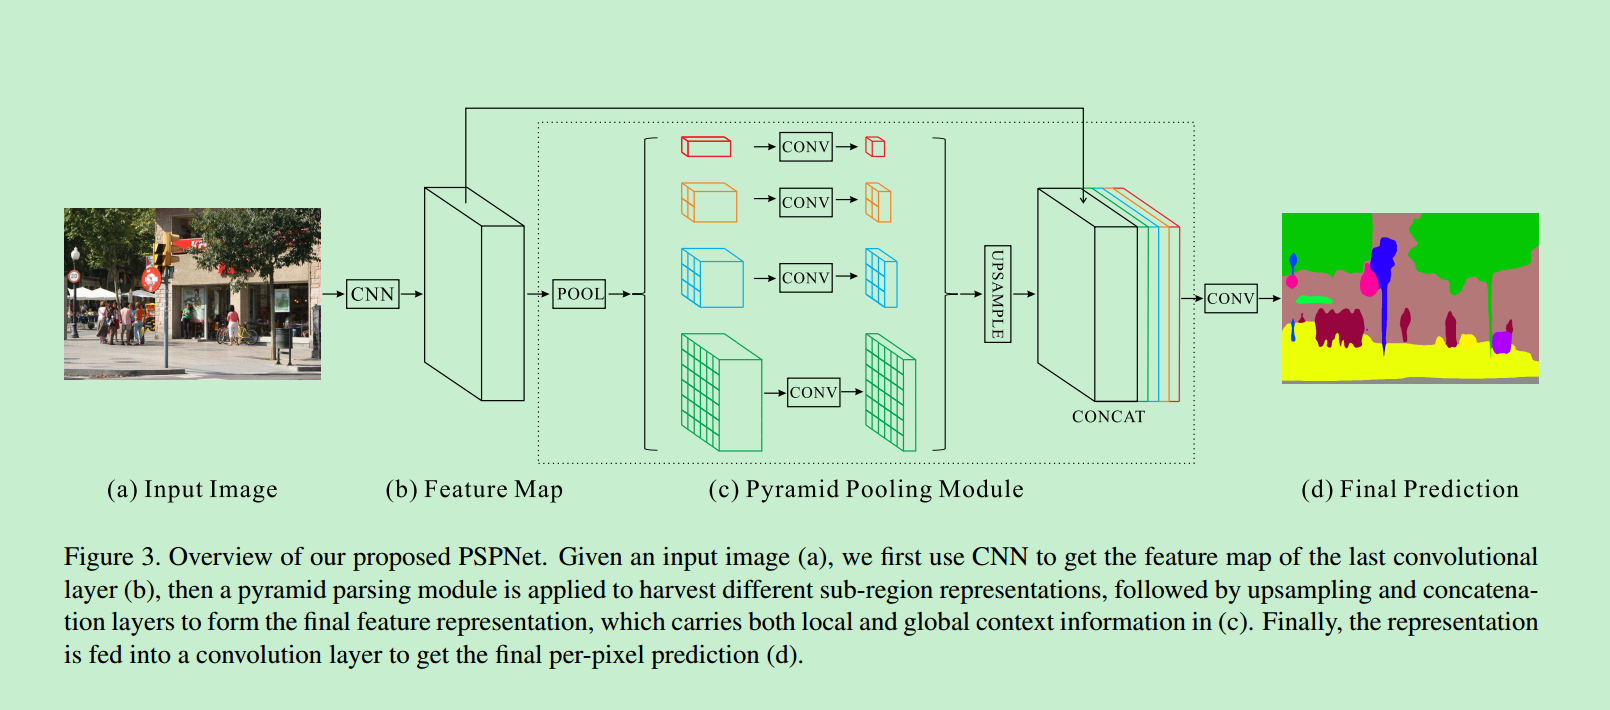 CONV
CONV
CONV
CONV
CNN
POOL
UPSAMPLE
CONV
CONCAT
(a) Input Image
(b) Feature Map
(c) Pyramid Pooling Module
(d) Final Prediction
Figure 3. Overview of our proposed PSPNet. Given an input image (a), we first use CNN to get the feature map of the last convolutional
layer (b), then a pyramid parsing module is applied to harvest different sub-region representations, followed by upsampling and concatena-
tion layers to form the final feature representation, which carries both local and global context information in (c). Finally, the representation
is fed into a convolution layer to get the final per-pixel prediction (d).